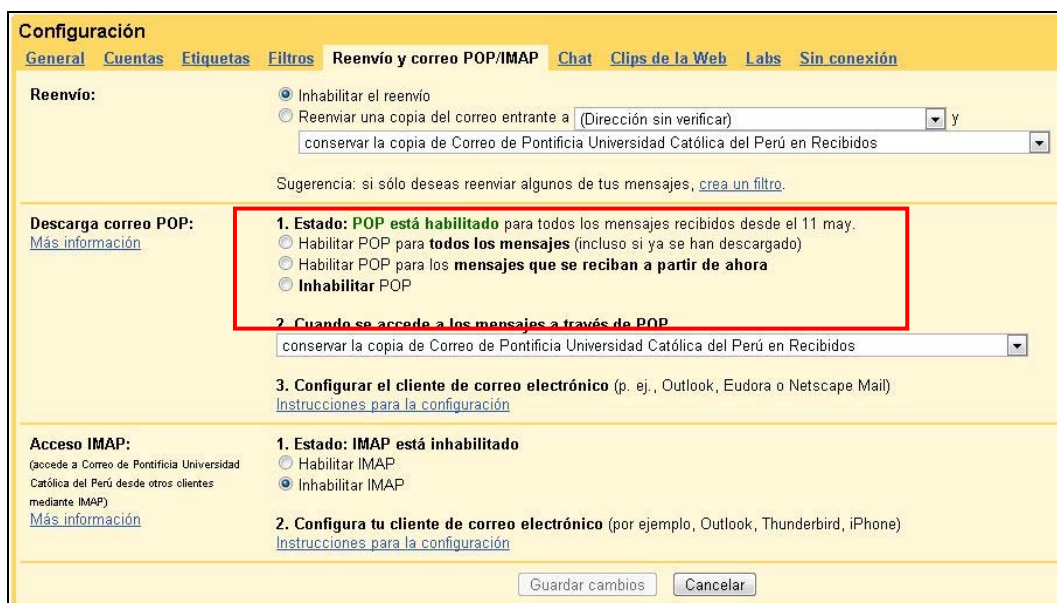 Configuración
General Cuentas Etiquetas Filtros Reenvío y correo POP/IMAP Chat Clips de la Web Labs Sin conexión
Reenvío:
Inhabilitar el reenvío
Reenviar una copia del correo entrante a (Dirección sin verificar) y
conservar la copia de Correo de Pontificia Universidad Católica del Perú en Recibidos
Sugerencia: si sólo deseas reenviar algunos de tus mensajes, crea un filtro.
Descarga correo POP:
Más información
1. Estado: POP está habilitado para todos los mensajes recibidos desde el 11 may.
Habilitar POP para todos los mensajes (incluso si ya se han descargado)
Habilitar POP para los mensajes que se reciban a partir de ahora
Inhabilitar POP
2. Cuando se accede a los mensajes a través de POP
conservar la copia de Correo de Pontificia Universidad Católica del Perú en Recibidos
3. Configurar el cliente de correo electrónico (p. ej., Outlook, Eudora o Netscape Mail)
Instrucciones para la configuración
Acceso IMAP:
(accede a Correo de Pontificia Universidad
Católica del Perú desde otros clientes
mediante IMAP)
Más información
1. Estado: IMAP está inhabilitado
Habilitar IMAP
Inhabilitar IMAP
2. Configura tu cliente de correo electrónico (por ejemplo, Outlook, Thunderbird, iPhone)
Instrucciones para la configuración
Guardar cambios Cancelar